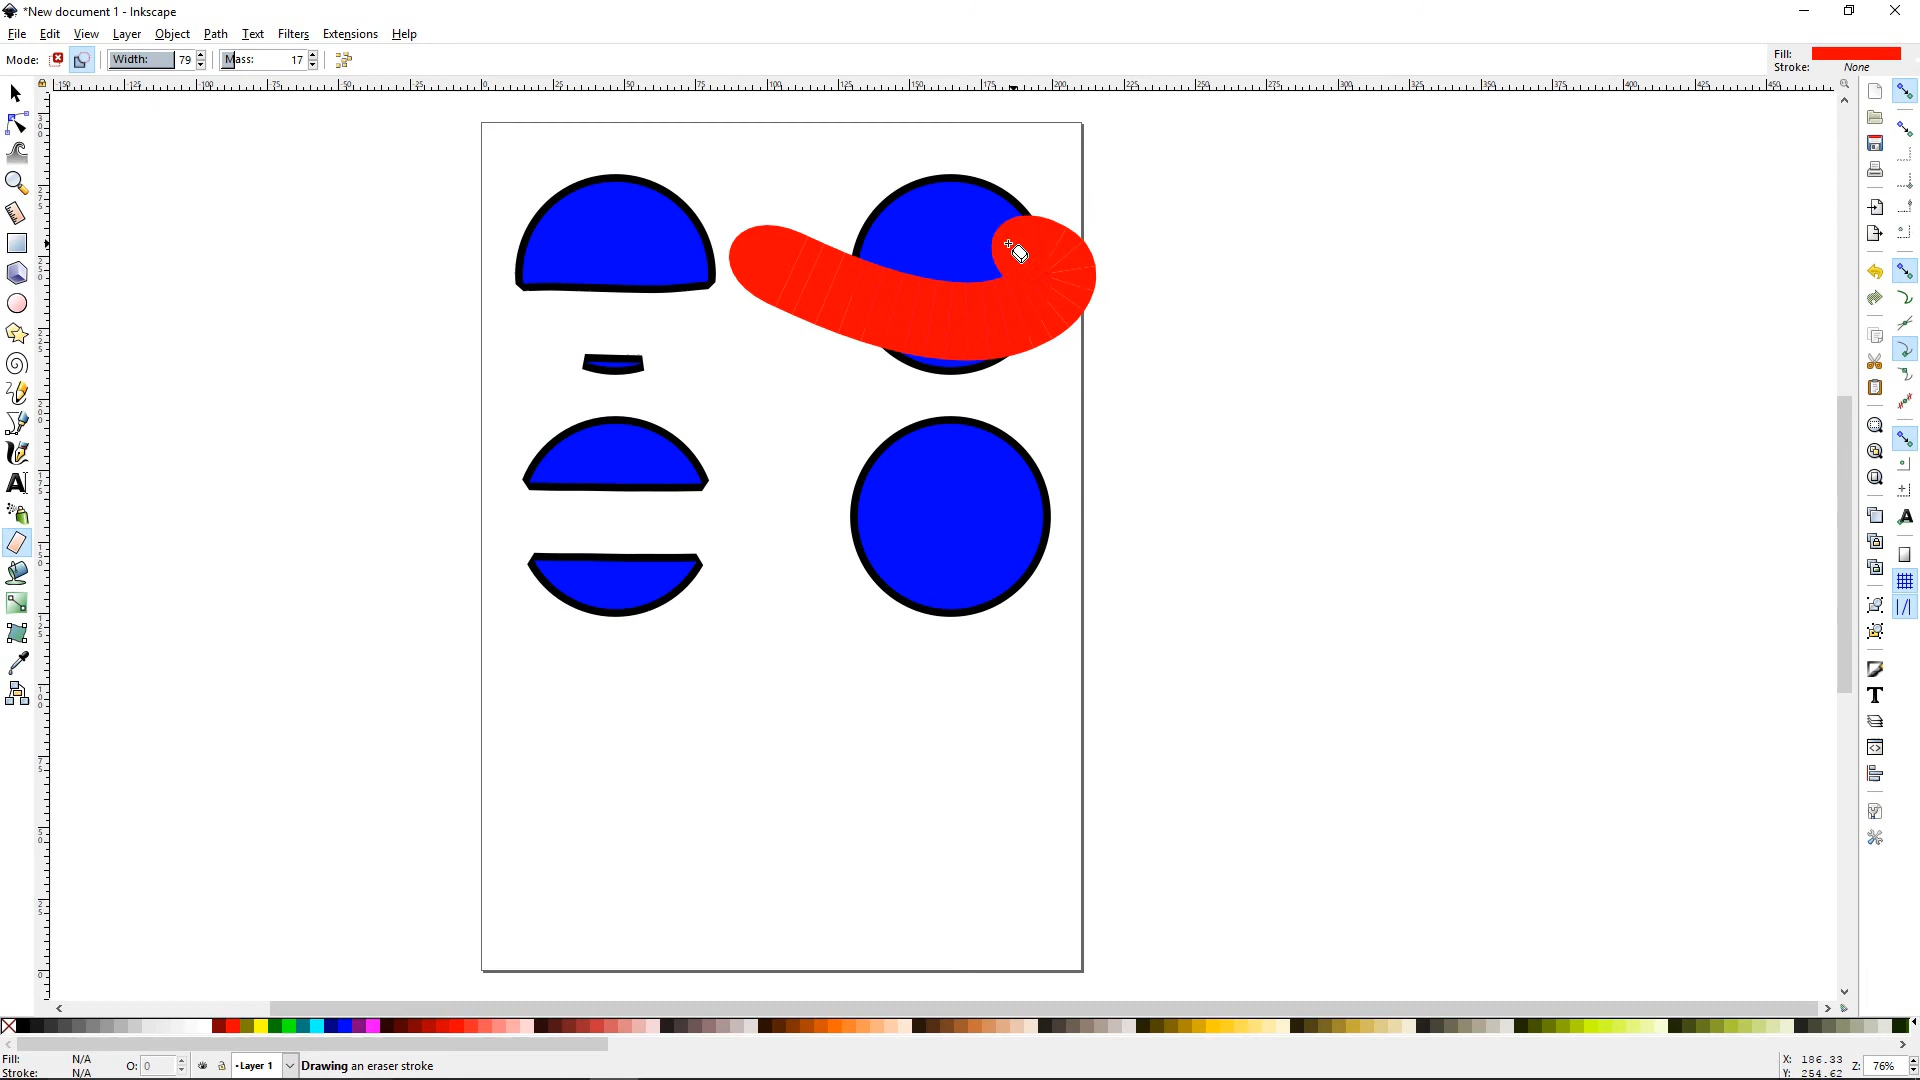 *New document 1 - Inkscape
File Edit View Layer Object Path Text Filters Extensions Help
Mode: Width: 79 Mass: 17
Fill:
Stroke: None
Fill: N/A
Stroke: N/A
O: 0
•Layer 1
Drawing an eraser stroke
X: 186.33
Y: 254.62
Z: 76%